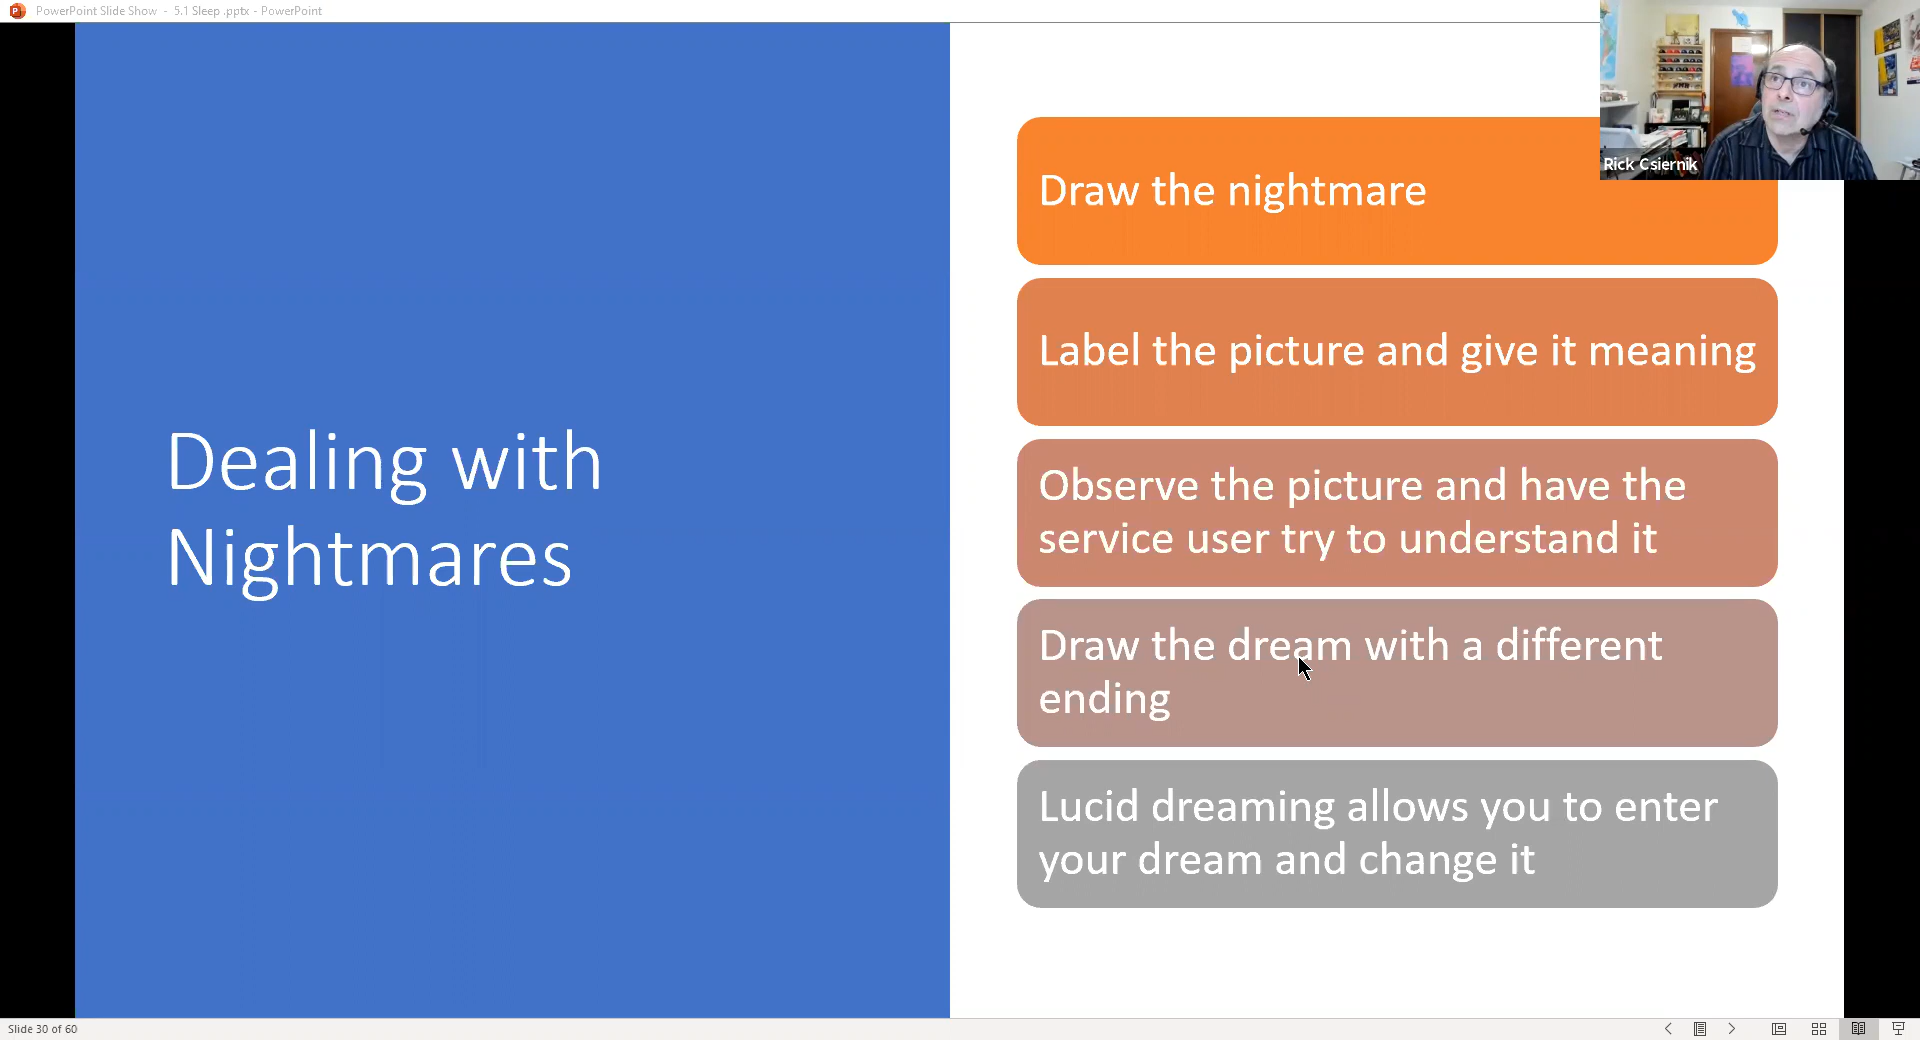 PowerPoint Slide Show - 5.1 Sleep .pptx - PowerPoint
Rick Csiernik
Draw the nightmare
Label the picture and give it meaning
Dealing with
Nightmares
Observe the picture and have the
service user try to understand it
Draw the dream with a different
ending
Lucid dreaming allows you to enter
your dream and change it
Slide 30 of 60